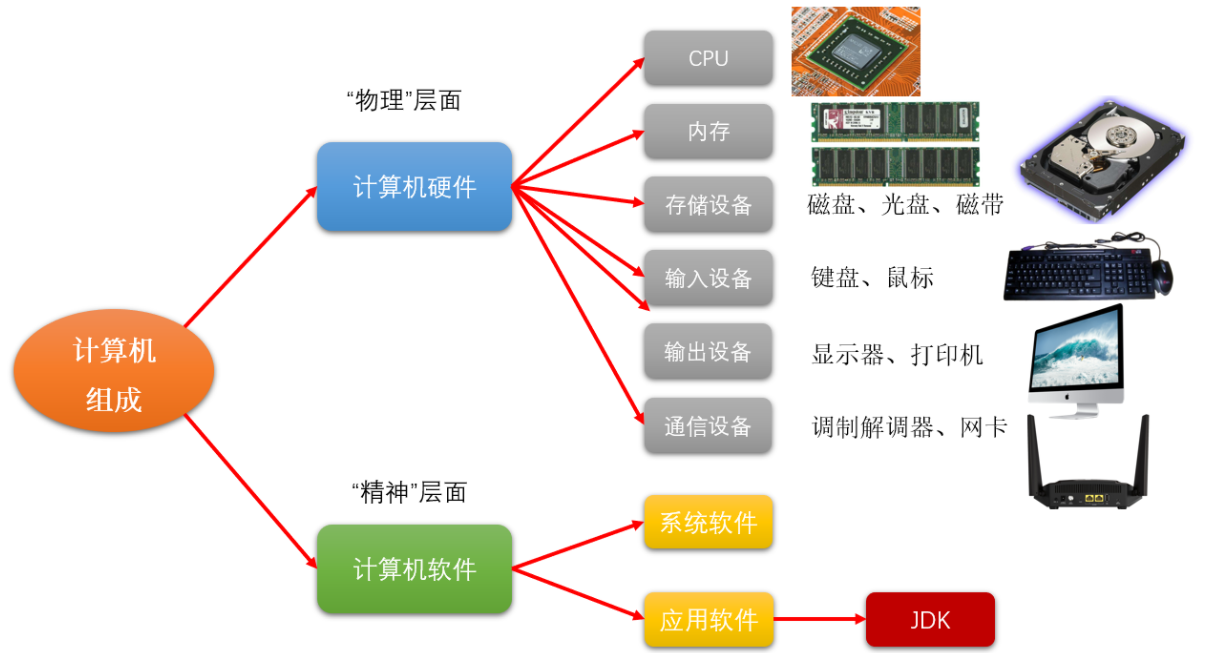 CPU
“物理”层面
内存
计算机硬件
存储设备
磁盘、光盘、磁带
输入设备
键盘、鼠标
计算机
组成
输出设备
显示器、打印机
通信设备
调制解调器、网卡
“精神”层面
系统软件
计算机软件
应用软件
JDK